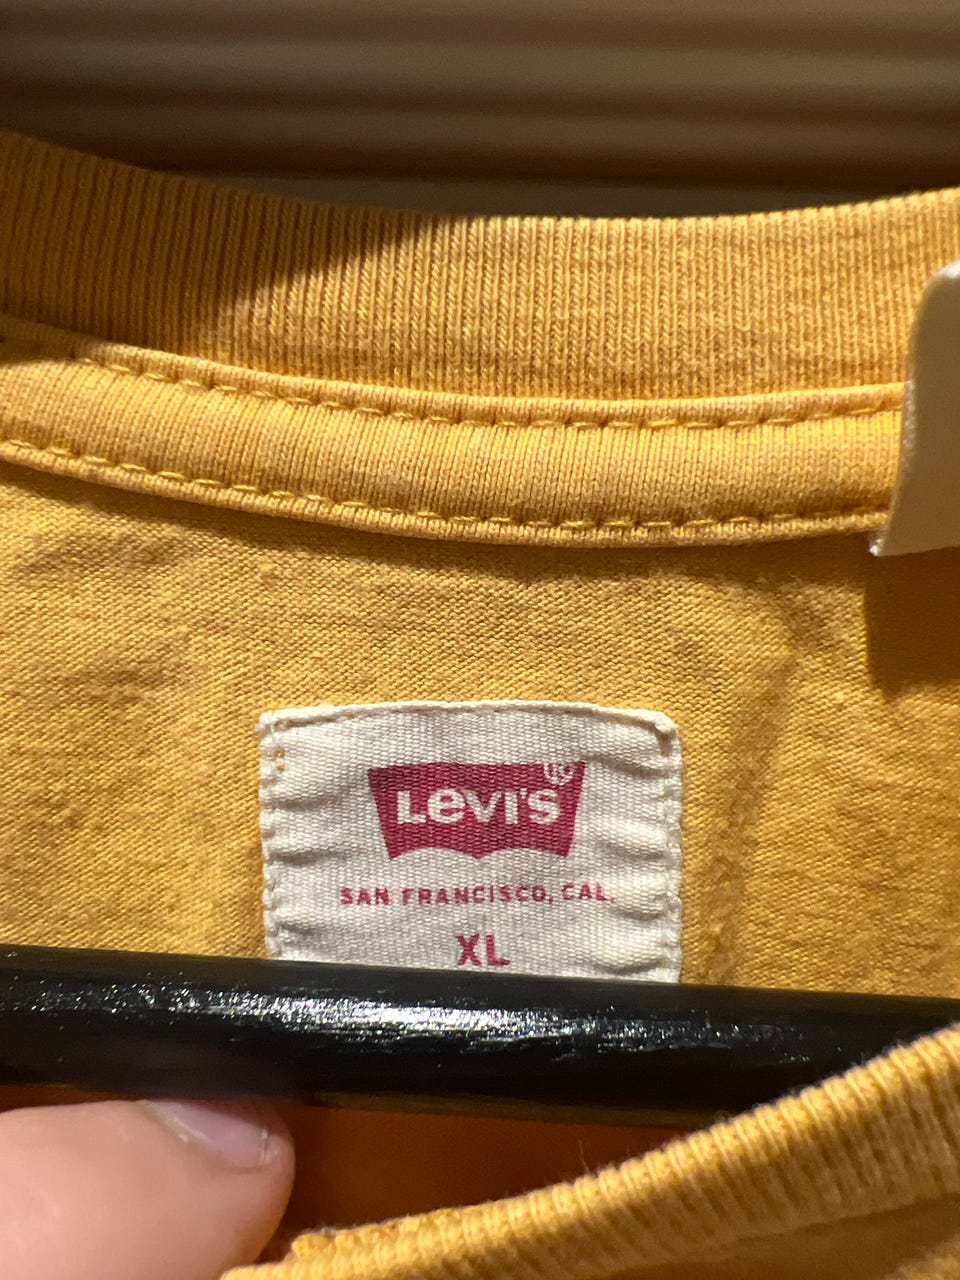 LEVI'S®
SAN FRANCISCO, CAL.
XL